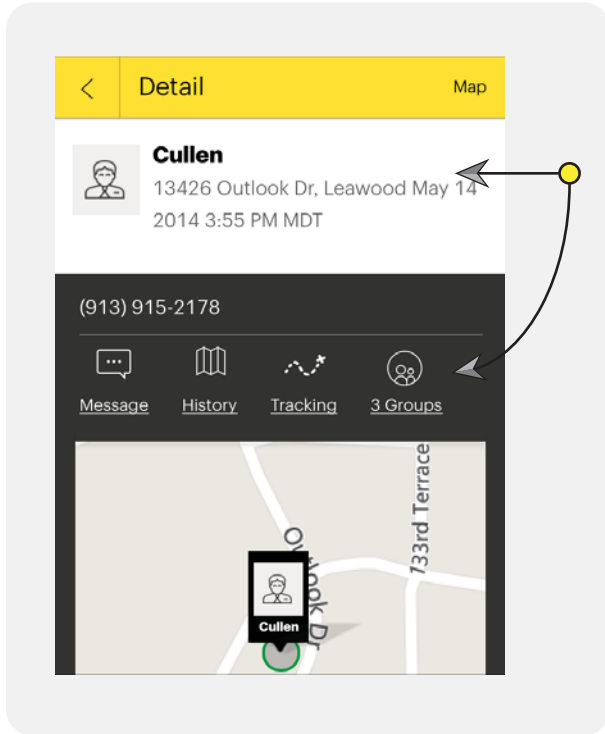 Detail
Map
Cullen
13426 Outlook Dr, Leawood May 14
2014 3:55 PM MDT
(913) 915-2178
Message
History
Tracking
3 Groups
Outlook Dr
133rd Terrace
Cullen